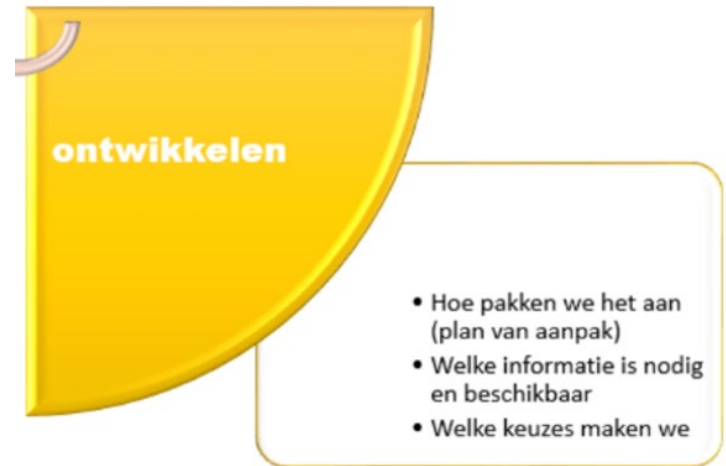 ontwikkelen
• Hoe pakken we het aan
(plan van aanpak)
• Welke informatie is nodig
en beschikbaar
• Welke keuzes maken we